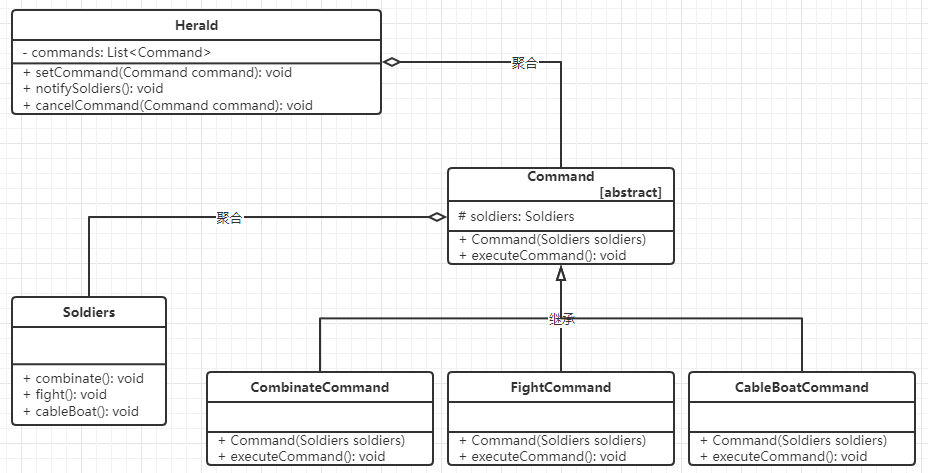 Herald
- commands: List<Command>
+ setCommand(Command command): void
+ notifySoldiers(): void
+ cancelCommand(Command command): void
聚合
Command
[abstract]
# soldiers: Soldiers
+ Command(Soldiers soldiers)
+ executeCommand(): void
聚合
Soldiers
+ combinate(): void
+ fight(): void
+ cableBoat(): void
继承
CombinateCommand
+ Command(Soldiers soldiers)
+ executeCommand(): void
FightCommand
+ Command(Soldiers soldiers)
+ executeCommand(): void
CableBoatCommand
+ Command(Soldiers soldiers)
+ executeCommand(): void